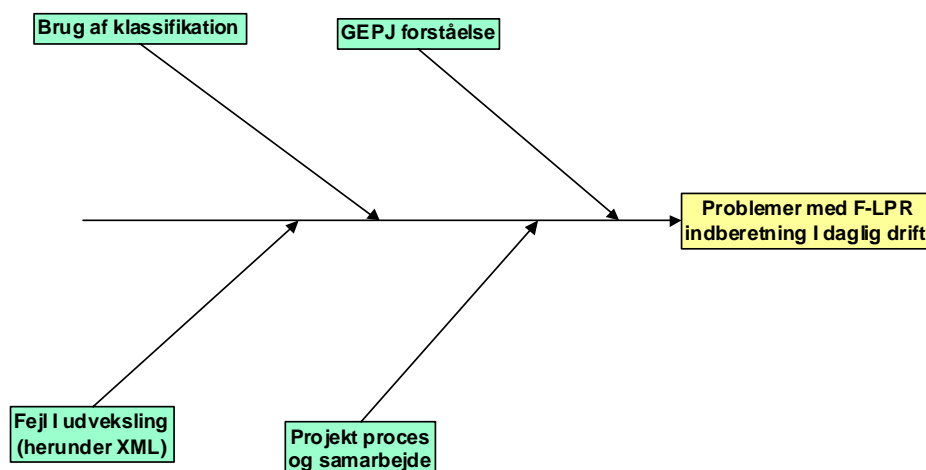 Brug af klassifikation
GEPJ forståelse
Problemer med F-LPR
indberetning I daglig drift
Fejl I udveksling
(herunder XML)
Projekt proces
og samarbejde